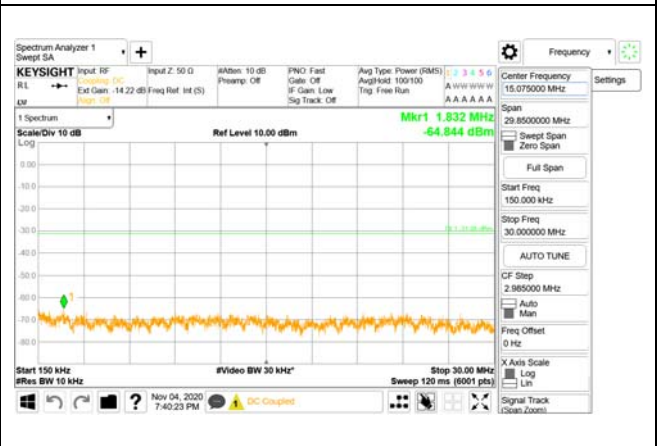 Spectrum Analyzer 1
Swept SA
Frequency
KEYSIGHT
RL
Input: RF
Coupling: DC
Ext Gain: -14.22 dB
Align: Off
Input Z: 50 Ω
Freq Ref: Int (S)
#Atten: 10 dB
Preamp: Off
PNO: Fast
Gate: Off
IF Gain: Low
Sig Track: Off
Avg Type: Power (RMS)
Avg|Hold: 100/100
Trig: Free Run
1 2 3 4 5 6
A W W W W W
A A A A A A
Center Frequency
15.075000 MHz
Settings
1 Spectrum
Scale/Div 10 dB
Ref Level 10.00 dBm
Mkr1 1.832 MHz
-64.844 dBm
Log
0.00
-10.0
-20.0
-30.0
-40.0
-50.0
-60.0
-70.0
-80.0
1
Start 150 kHz
#Res BW 10 kHz
#Video BW 30 kHz*
Stop 30.00 MHz
Sweep 120 ms (6001 pts)
Span
29.8500000 MHz
Swept Span
Zero Span
Full Span
Start Freq
150.000 kHz
Stop Freq
30.000000 MHz
AUTO TUNE
CF Step
2.985000 MHz
Auto
Man
Freq Offset
0 Hz
X Axis Scale
Log
Lin
Signal Track
(Span Zoom)
?
Nov 04, 2020
7:40:23 PM
DC Coupled